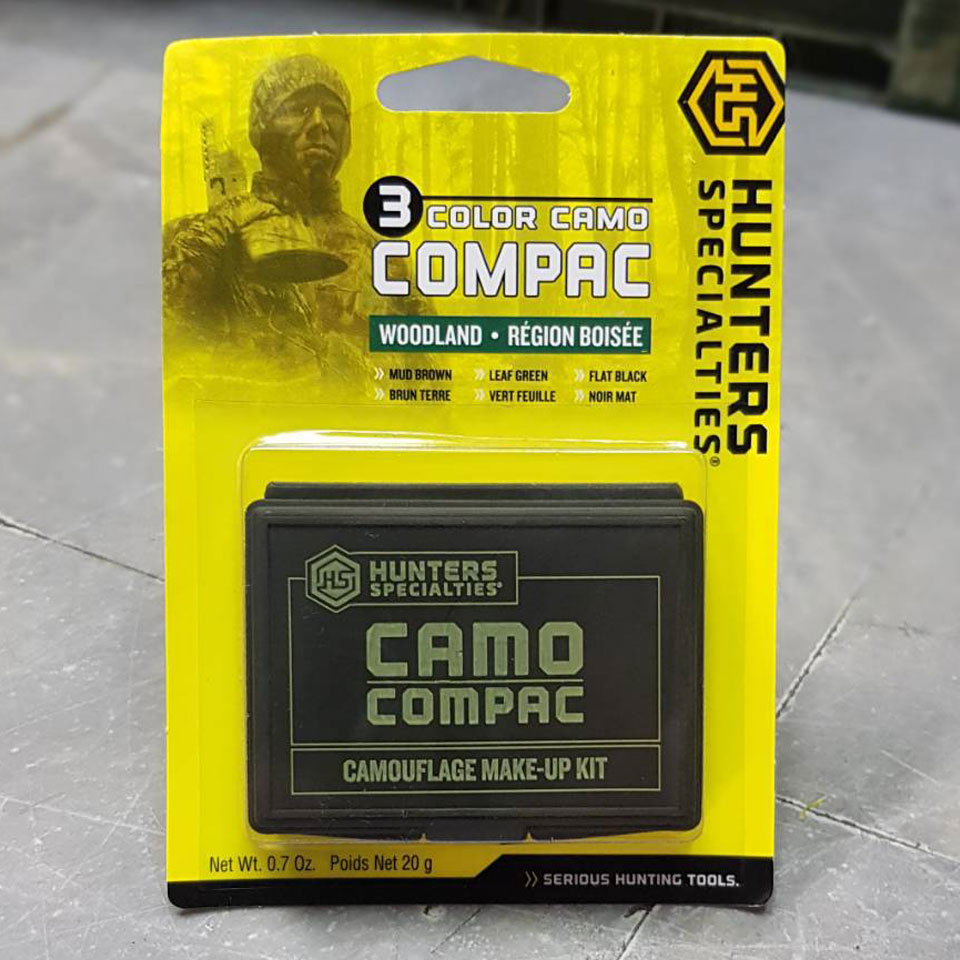 HS
HUNTERS
SPECIALTIES®
3 COLOR CAMO
COMPAC
WOODLAND • RÉGION BOISÉE
» MUD BROWN » LEAF GREEN » FLAT BLACK
» BRUN TERRE » VERT FEUILLE » NOIR MAT
HS HUNTERS
SPECIALTIES®
CAMO
COMPAC
CAMOUFLAGE MAKE-UP KIT
Net Wt. 0.7 Oz. Poids Net 20 g
» SERIOUS HUNTING TOOLS.